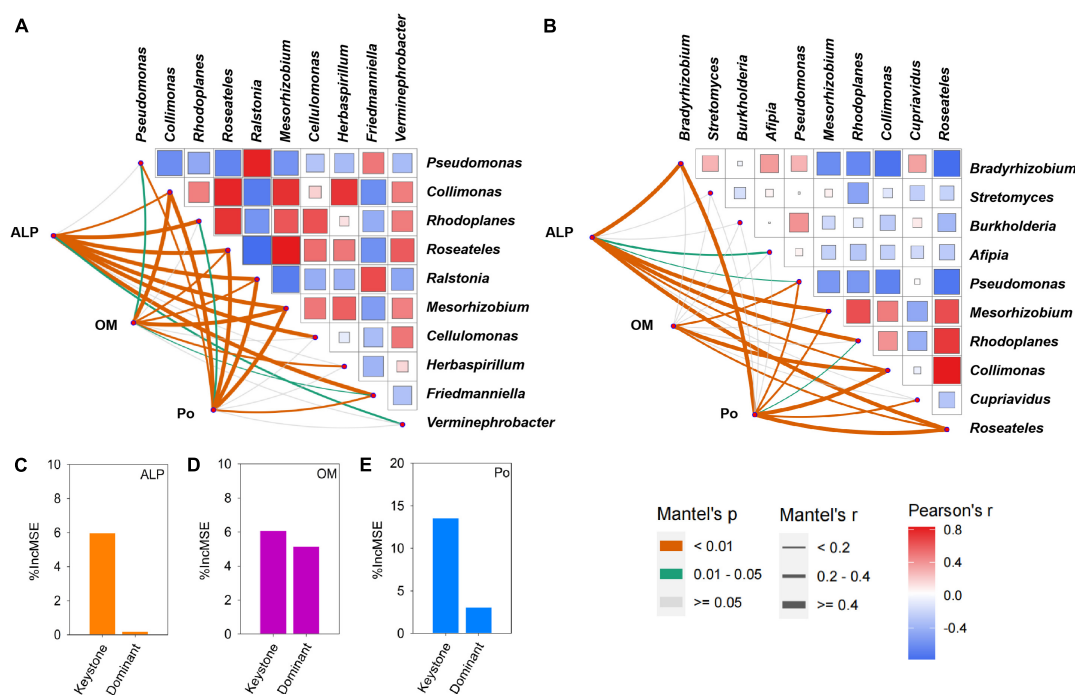 A
Pseudomonas
Collimonas
Rhodoplanes
Roseateles
Ralstonia
Mesorhizobium
Cellulomonas
Herbaspirillum
Friedmanniella
Verminephrobacter
Pseudomonas
Collimonas
Rhodoplanes
Roseateles
Ralstonia
Mesorhizobium
Cellulomonas
Herbaspirillum
Friedmanniella
Verminephrobacter
ALP
OM
Po
B
Bradyrhizobium
Stretomyces
Burkholderia
Afipia
Pseudomonas
Mesorhizobium
Rhodoplanes
Collimonas
Cupriavidus
Roseateles
Bradyrhizobium
Stretomyces
Burkholderia
Afipia
Pseudomonas
Mesorhizobium
Rhodoplanes
Collimonas
Cupriavidus
Roseateles
ALP
OM
Po
C
ALP
%IncMSE
10
8
6
4
2
0
Keystone
Dominant
D
OM
%IncMSE
10
8
6
4
2
0
Keystone
Dominant
E
Po
%IncMSE
20
15
10
5
0
Keystone
Dominant
Mantel's p
< 0.01
0.01 - 0.05
>= 0.05
Mantel's r
< 0.2
0.2 - 0.4
>= 0.4
Pearson's r
0.8
0.4
0.0
-0.4